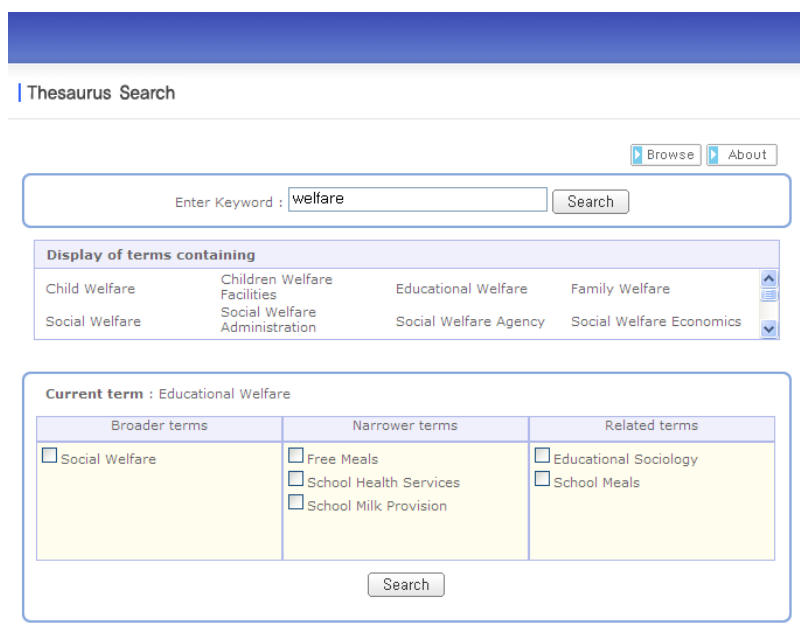 Thesaurus Search
Browse About
Enter Keyword : welfare Search
Display of terms containing
Child Welfare Children Welfare Facilities Educational Welfare Family Welfare
Social Welfare Social Welfare Administration Social Welfare Agency Social Welfare Economics
Current term : Educational Welfare
Broader terms Narrower terms Related terms
Social Welfare Free Meals Educational Sociology
School Health Services School Meals
School Milk Provision
Search